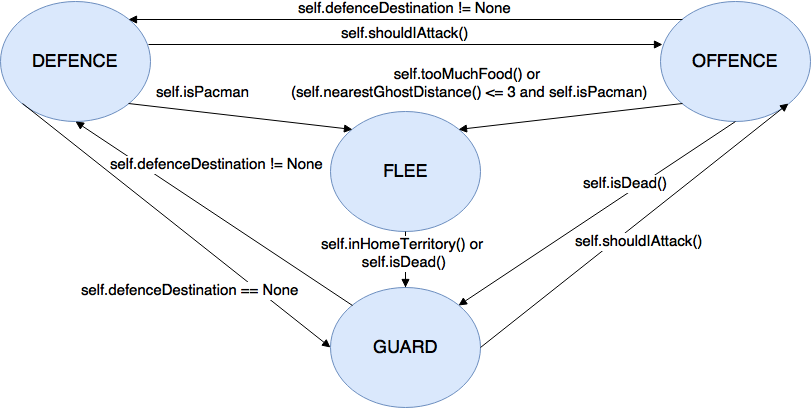 self.defenceDestination != None
self.shouldIAttack()
DEFENCE
OFFENCE
self.tooMuchFood() or
(self.nearestGhostDistance() <= 3 and self.isPacman)
self.isPacman
self.defenceDestination != None
FLEE
self.isDead()
self.inHomeTerritory() or
self.isDead()
self.shouldIAttack()
self.defenceDestination == None
GUARD